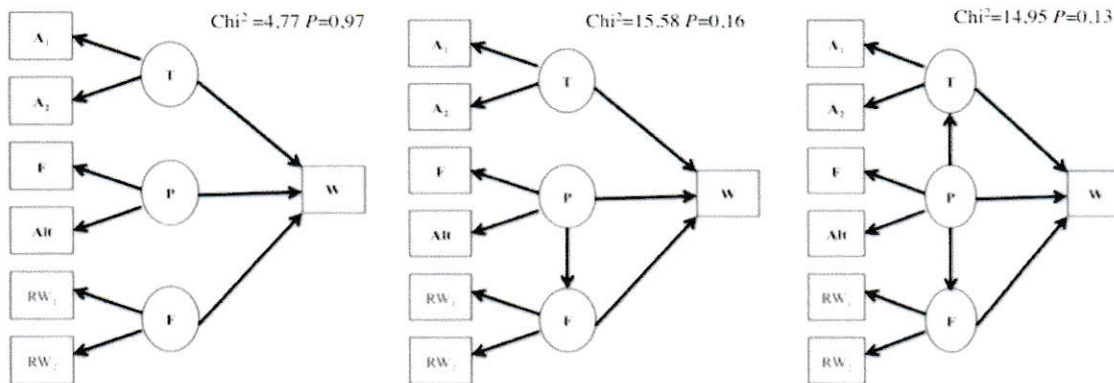 Chi² =4,77 P=0,97
A₁
T
A₂
F
P
W
Alt
RW₁
F
RW₂
Chi²=15,58 P=0,16
A₁
T
A₂
F
P
W
Alt
RW₁
F
RW₂
Chi²=14,95 P=0,13
A₁
T
A₂
F
P
W
Alt
RW₁
F
RW₂